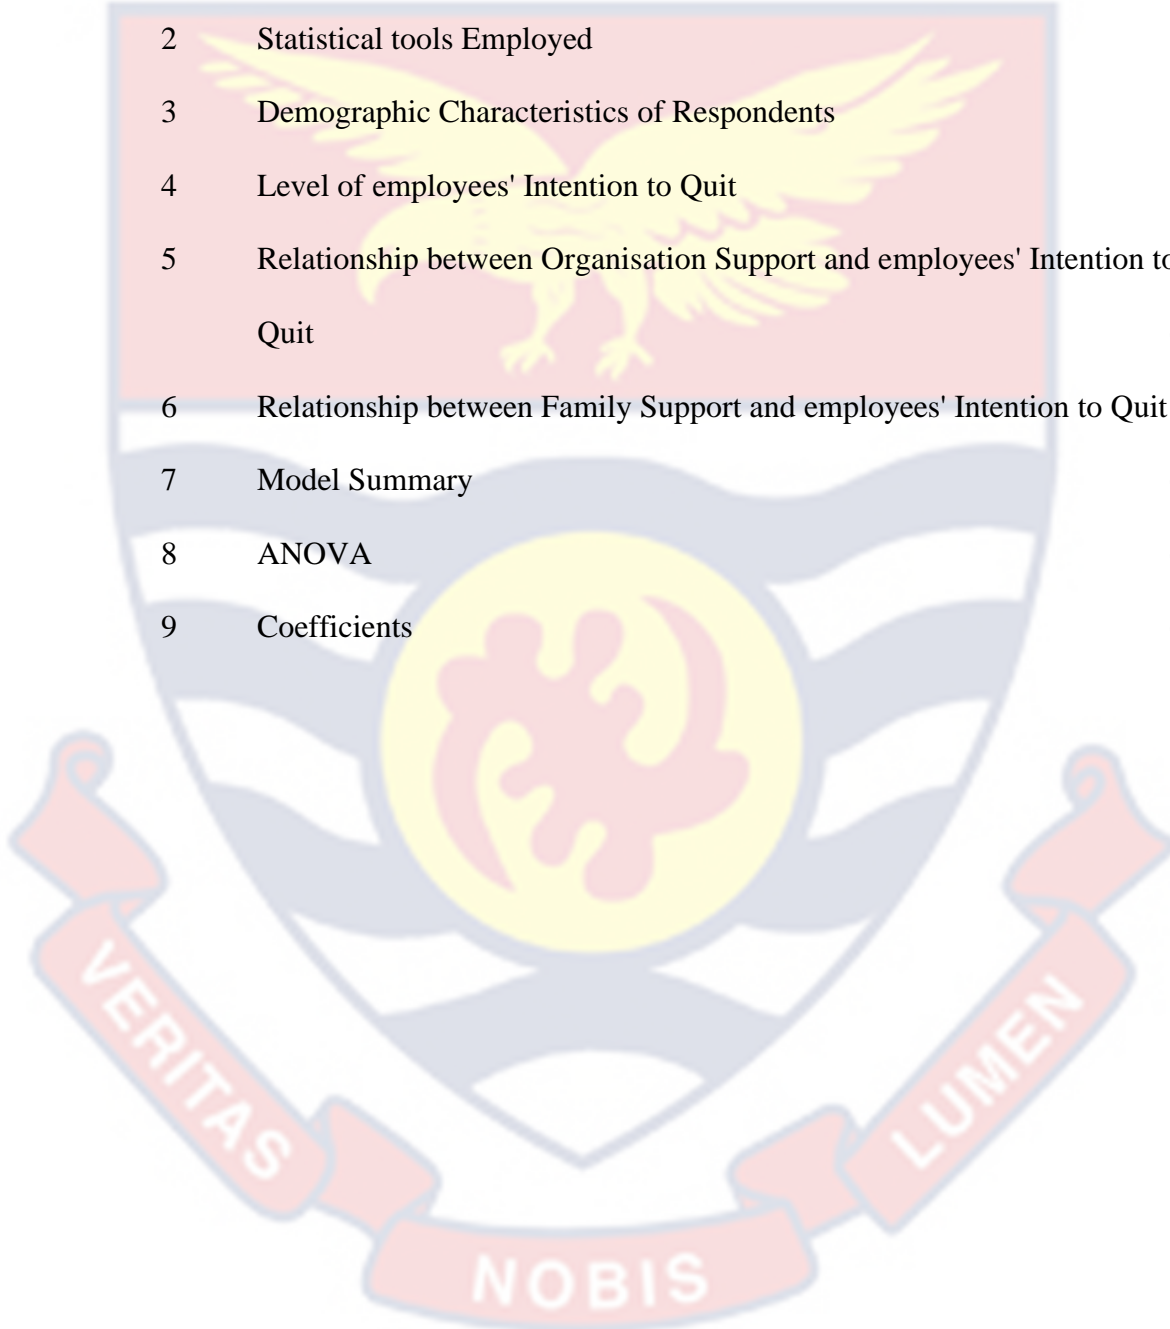 2 Statistical tools Employed
3 Demographic Characteristics of Respondents
4 Level of employees' Intention to Quit
5 Relationship between Organisation Support and employees' Intention to
Quit
6 Relationship between Family Support and employees' Intention to Quit
7 Model Summary
8 ANOVA
9 Coefficients
VERITAS
NOBIS
LUMEN